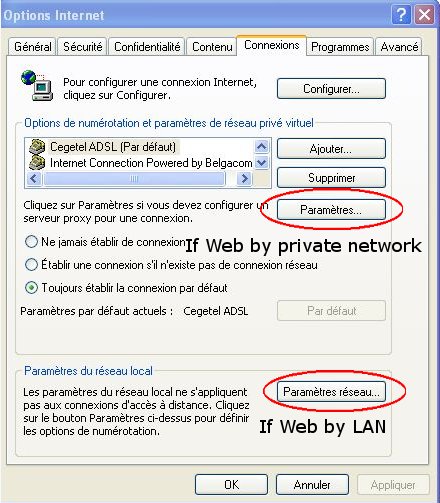 Options Internet
Général
Sécurité
Confidentialité
Contenu
Connexions
Programmes
Avancé
Pour configurer une connexion Internet,
cliquez sur Configurer.
Configurer...
Options de numérotation et paramètres de réseau privé virtuel
Cegetel ADSL (Par défaut)
Internet Connection Powered by Belgacom
Ajouter...
Supprimer
Cliquez sur Paramètres si vous devez configurer un
serveur proxy pour une connexion.
Paramètres...
Ne jamais établir de connexion
If Web by private network
Établir une connexion s'il n'existe pas de connexion réseau
Toujours établir la connexion par défaut
Paramètres par défaut actuels : Cegetel ADSL
Par défaut
Paramètres du réseau local
Les paramètres du réseau local ne s'appliquent
pas aux connexions d'accès à distance. Cliquez
sur le bouton Paramètres ci-dessus pour définir
les options de numérotation.
Paramètres réseau...
If Web by LAN
OK
Annuler
Appliquer